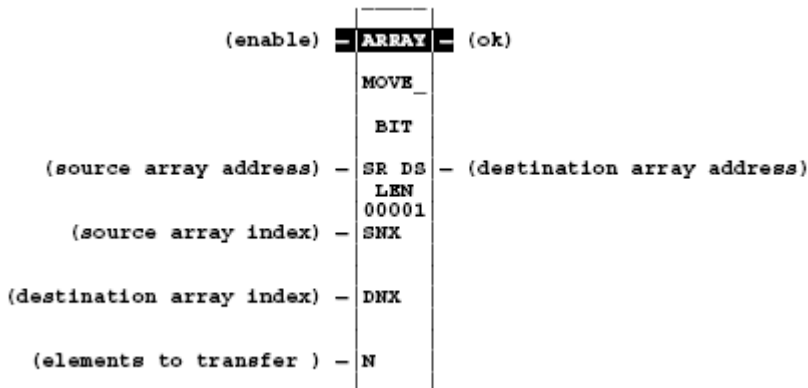 (enable) – ARRAY – (ok)
MOVE_
BIT
(source array address) – SR DS – (destination array address)
LEN
00001
(source array index) – SNX
(destination array index) – DNX
(elements to transfer ) – N